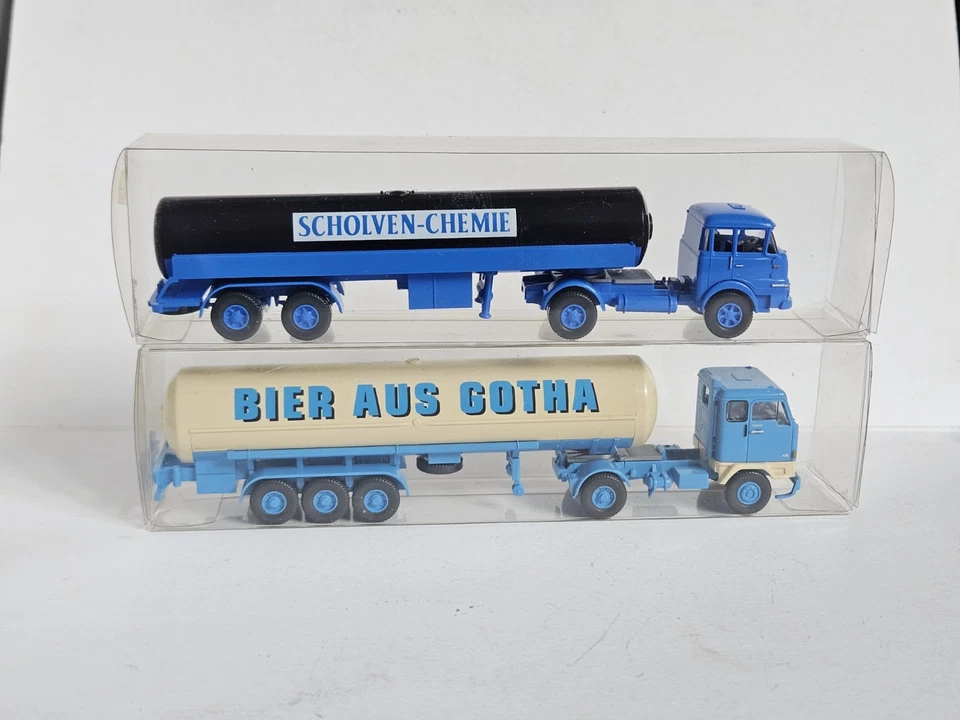 SCHOLVEN-CHEMIE
BIER AUS GOTHA